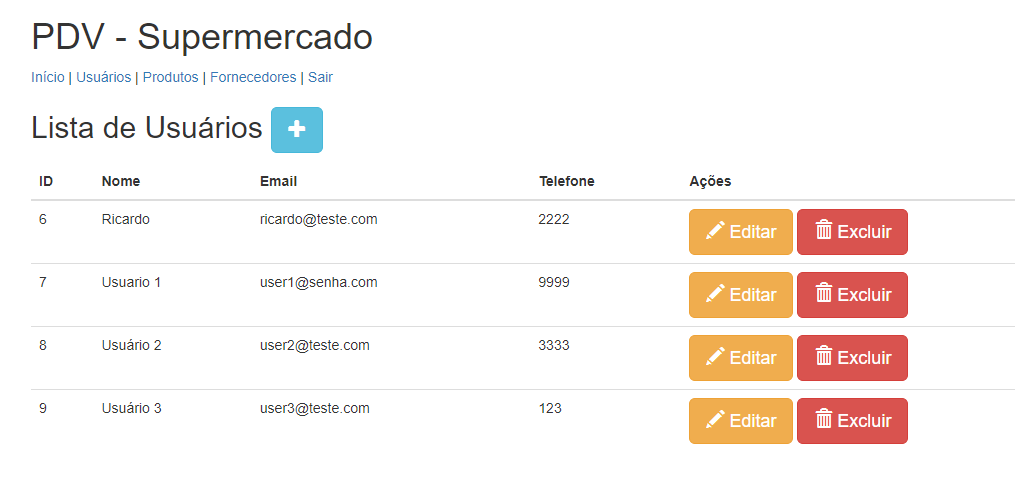 PDV - Supermercado
Início | Usuários | Produtos | Fornecedores | Sair
Lista de Usuários
ID Nome Email Telefone Ações
6 Ricardo ricardo@teste.com 2222 Editar Excluir
7 Usuario 1 user1@senha.com 9999 Editar Excluir
8 Usuário 2 user2@teste.com 3333 Editar Excluir
9 Usuário 3 user3@teste.com 123 Editar Excluir